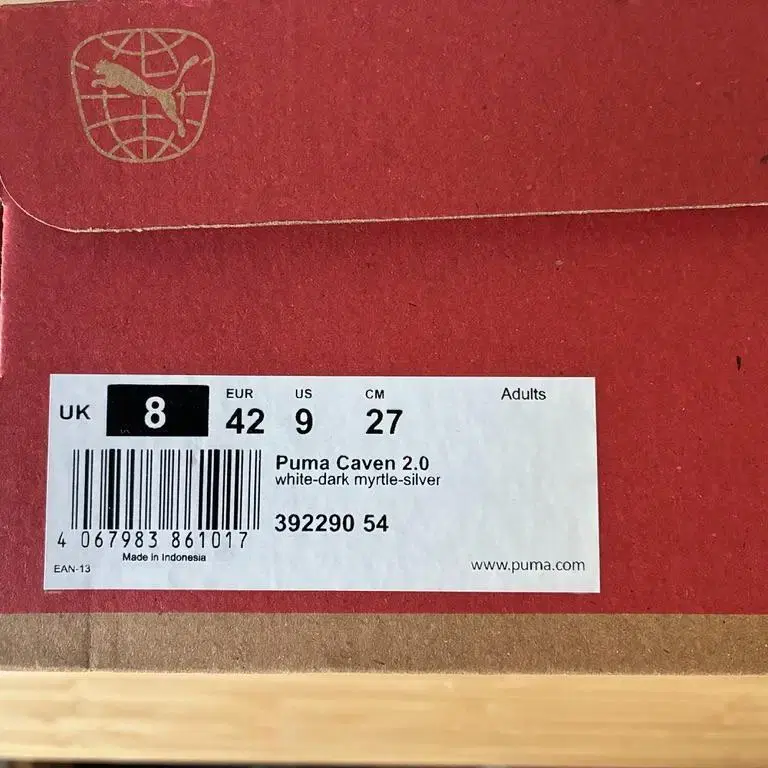 UK 8 EUR 42 US 9 CM 27 Adults
Puma Caven 2.0
white-dark myrtle-silver
392290 54
4 067983 861017
Made in Indonesia
EAN-13
www.puma.com